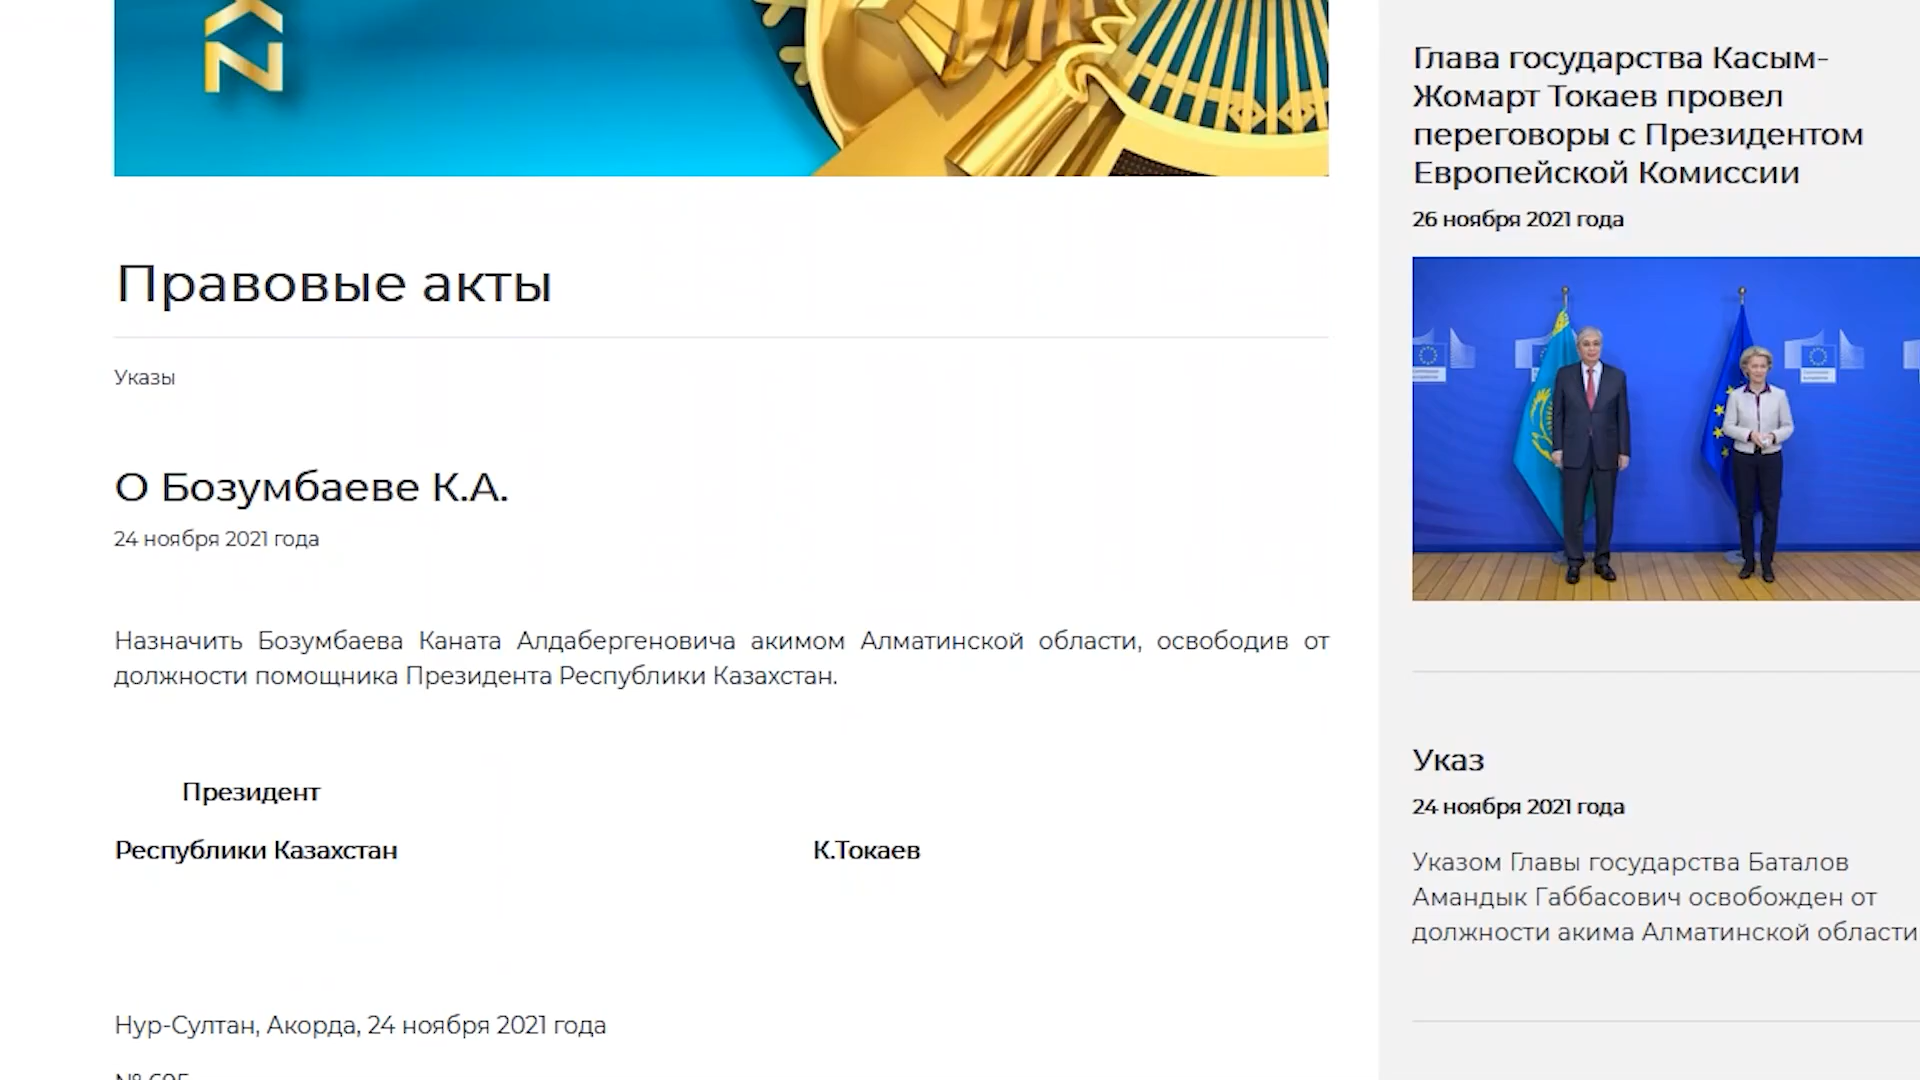 Правовые акты
Указы
О Бозумбаеве К.А.
24 ноября 2021 года
Назначить Бозумбаева Каната Алдабергеновича акимом Алматинской области, освободив от
должности помощника Президента Республики Казахстан.
Президент
Республики Казахстан К.Токаев
Нур-Султан, Акорда, 24 ноября 2021 года
Глава государства Касым-
Жомарт Токаев провел
переговоры с Президентом
Европейской Комиссии
26 ноября 2021 года
Указ
24 ноября 2021 года
Указом Главы государства Баталов
Амандык Габбасович освобожден от
должности акима Алматинской области